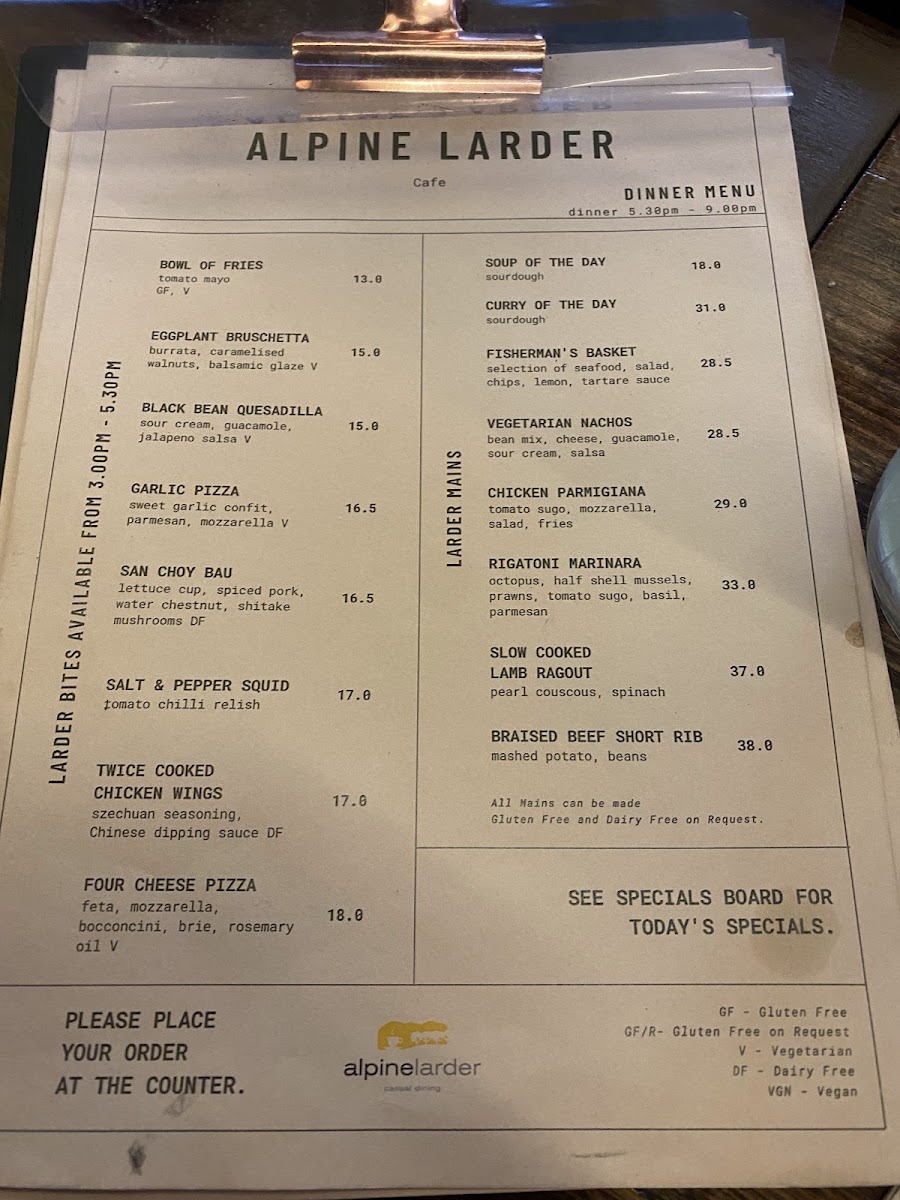 ALPINE LARDER
Cafe
DINNER MENU
dinner 5.30pm - 9.00pm
LARDER BITES AVAILABLE FROM 3.00PM - 5.30PM
BOWL OF FRIES
tomato mayo 13.0
GF, V
EGGPLANT BRUSCHETTA
burrata, caramelised 15.0
walnuts, balsamic glaze V
BLACK BEAN QUESADILLA
sour cream, guacamole, 15.0
jalapeno salsa V
GARLIC PIZZA
sweet garlic confit, 16.5
parmesan, mozzarella V
SAN CHOY BAU
lettuce cup, spiced pork,
water chestnut, shitake 16.5
mushrooms DF
SALT & PEPPER SQUID
tomato chilli relish 17.0
TWICE COOKED
CHICKEN WINGS 17.0
szechuan seasoning,
Chinese dipping sauce DF
FOUR CHEESE PIZZA
feta, mozzarella, 18.0
bocconcini, brie, rosemary
oil V
LARDER MAINS
SOUP OF THE DAY 18.0
sourdough
CURRY OF THE DAY 31.0
sourdough
FISHERMAN'S BASKET
selection of seafood, salad, 28.5
chips, lemon, tartare sauce
VEGETARIAN NACHOS
bean mix, cheese, guacamole, 28.5
sour cream, salsa
CHICKEN PARMIGIANA
tomato sugo, mozzarella, 29.0
salad, fries
RIGATONI MARINARA
octopus, half shell mussels, 33.0
prawns, tomato sugo, basil,
parmesan
SLOW COOKED
LAMB RAGOUT 37.0
pearl couscous, spinach
BRAISED BEEF SHORT RIB 38.0
mashed potato, beans
All Mains can be made
Gluten Free and Dairy Free on Request.
SEE SPECIALS BOARD FOR
TODAY'S SPECIALS.
PLEASE PLACE
YOUR ORDER
AT THE COUNTER.
alpinelarder
casual dining
GF - Gluten Free
GF/R- Gluten Free on Request
V - Vegetarian
DF - Dairy Free
VGN - Vegan